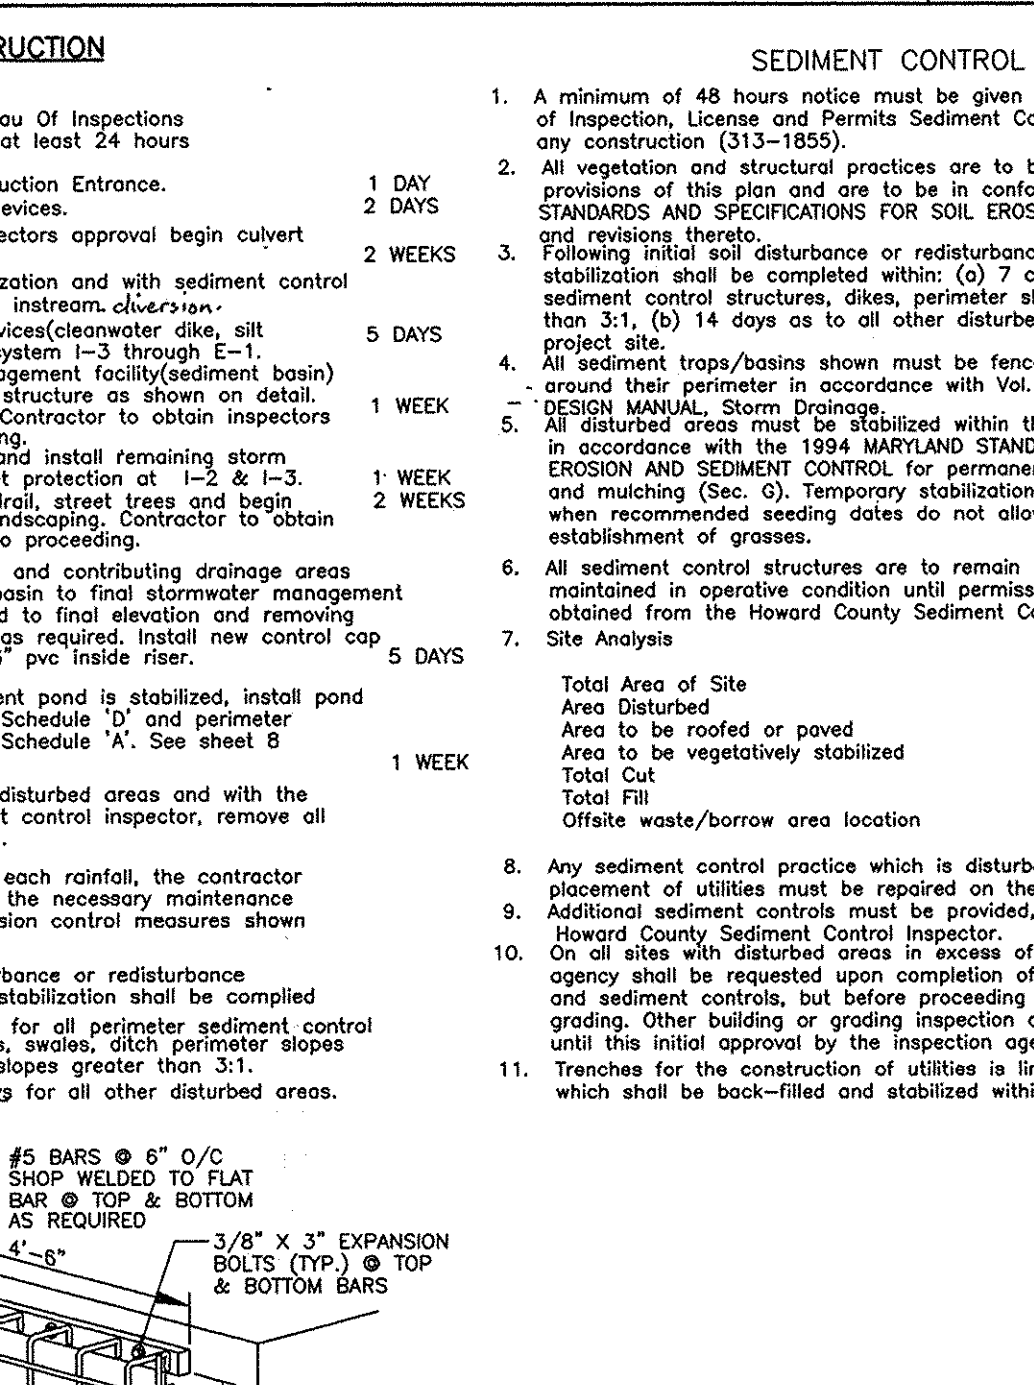 RUCTION
au Of Inspections
at least 24 hours
uction Entrance. 1 DAY
evices. 2 DAYS
ectors approval begin culvert
2 WEEKS
zation and with sediment control
instream diversion.
vices(cleanwater dike, silt 5 DAYS
system I-3 through E-1.
agement facility(sediment basin)
structure as shown on detail.
Contractor to obtain inspectors 1 WEEK
ng.
and install remaining storm
t protection at I-2 & I-3. 1 WEEK
drail, street trees and begin 2 WEEKS
ndscaping. Contractor to obtain
o proceeding.
and contributing drainage areas
basin to final stormwater management
d to final elevation and removing
as required. Install new control cap
6" pvc inside riser. 5 DAYS
ent pond is stabilized, install pond
Schedule 'D' and perimeter
Schedule 'A'. See sheet 8
1 WEEK
disturbed areas and with the
t control inspector, remove all
.
each rainfall, the contractor
the necessary maintenance
sion control measures shown
rbance or redisturbance
stabilization shall be complied
for all perimeter sediment control
s, swales, ditch perimeter slopes
slopes greater than 3:1.
ys for all other disturbed areas.
#5 BARS @ 6" O/C
SHOP WELDED TO FLAT
BAR @ TOP & BOTTOM
AS REQUIRED
4'-6"
3/8" X 3" EXPANSION
BOLTS (TYP.) @ TOP
& BOTTOM BARS
SEDIMENT CONTROL
1. A minimum of 48 hours notice must be given
of Inspection, License and Permits Sediment Co
any construction (313-1855).
2. All vegetation and structural practices are to b
provisions of this plan and are to be in confo
STANDARDS AND SPECIFICATIONS FOR SOIL EROS
and revisions thereto.
3. Following initial soil disturbance or redisturbanc
stabilization shall be completed within: (a) 7 c
sediment control structures, dikes, perimeter sl
than 3:1, (b) 14 days as to all other disturbe
project site.
4. All sediment traps/basins shown must be fenc
around their perimeter in accordance with Vol.
DESIGN MANUAL, Storm Drainage.
5. All disturbed areas must be stabilized within th
in accordance with the 1994 MARYLAND STAND
EROSION AND SEDIMENT CONTROL for permaner
and mulching (Sec. G). Temporary stabilization
when recommended seeding dates do not allov
establishment of grasses.
6. All sediment control structures are to remain
maintained in operative condition until permiss
obtained from the Howard County Sediment Co
7. Site Analysis
Total Area of Site
Area Disturbed
Area to be roofed or paved
Area to be vegetatively stabilized
Total Cut
Total Fill
Offsite waste/borrow area location
8. Any sediment control practice which is disturb
placement of utilities must be repaired on the
9. Additional sediment controls must be provided,
Howard County Sediment Control Inspector.
10. On all sites with disturbed areas in excess of
agency shall be requested upon completion of
and sediment controls, but before proceeding
grading. Other building or grading inspection c
until this initial approval by the inspection age
11. Trenches for the construction of utilities is lin
which shall be back-filled and stabilized withi